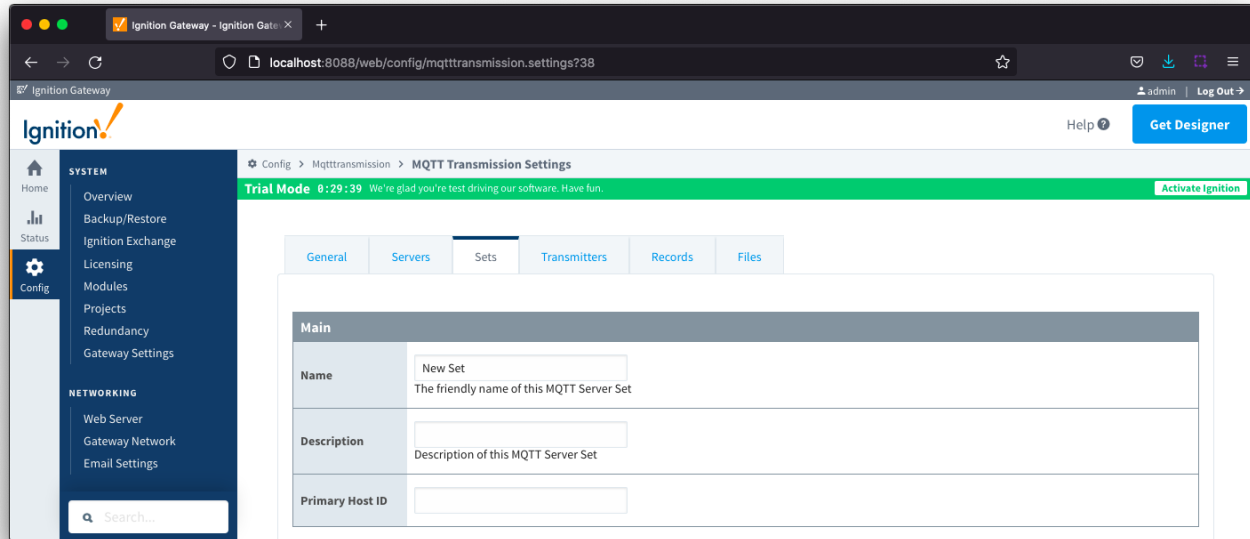 Ignition Gateway - Ignition Gate
localhost:8088/web/config/mqtttransmission.settings?38
Ignition Gateway
admin | Log Out
Ignition!
Help
Get Designer
Home
Status
Config
SYSTEM
Overview
Backup/Restore
Ignition Exchange
Licensing
Modules
Projects
Redundancy
Gateway Settings
NETWORKING
Web Server
Gateway Network
Email Settings
Search...
Config > Mqtttransmission > MQTT Transmission Settings
Trial Mode 0:29:39 We're glad you're test driving our software. Have fun.
Activate Ignition
General Servers Sets Transmitters Records Files
Main
Name
New Set
The friendly name of this MQTT Server Set
Description
Description of this MQTT Server Set
Primary Host ID